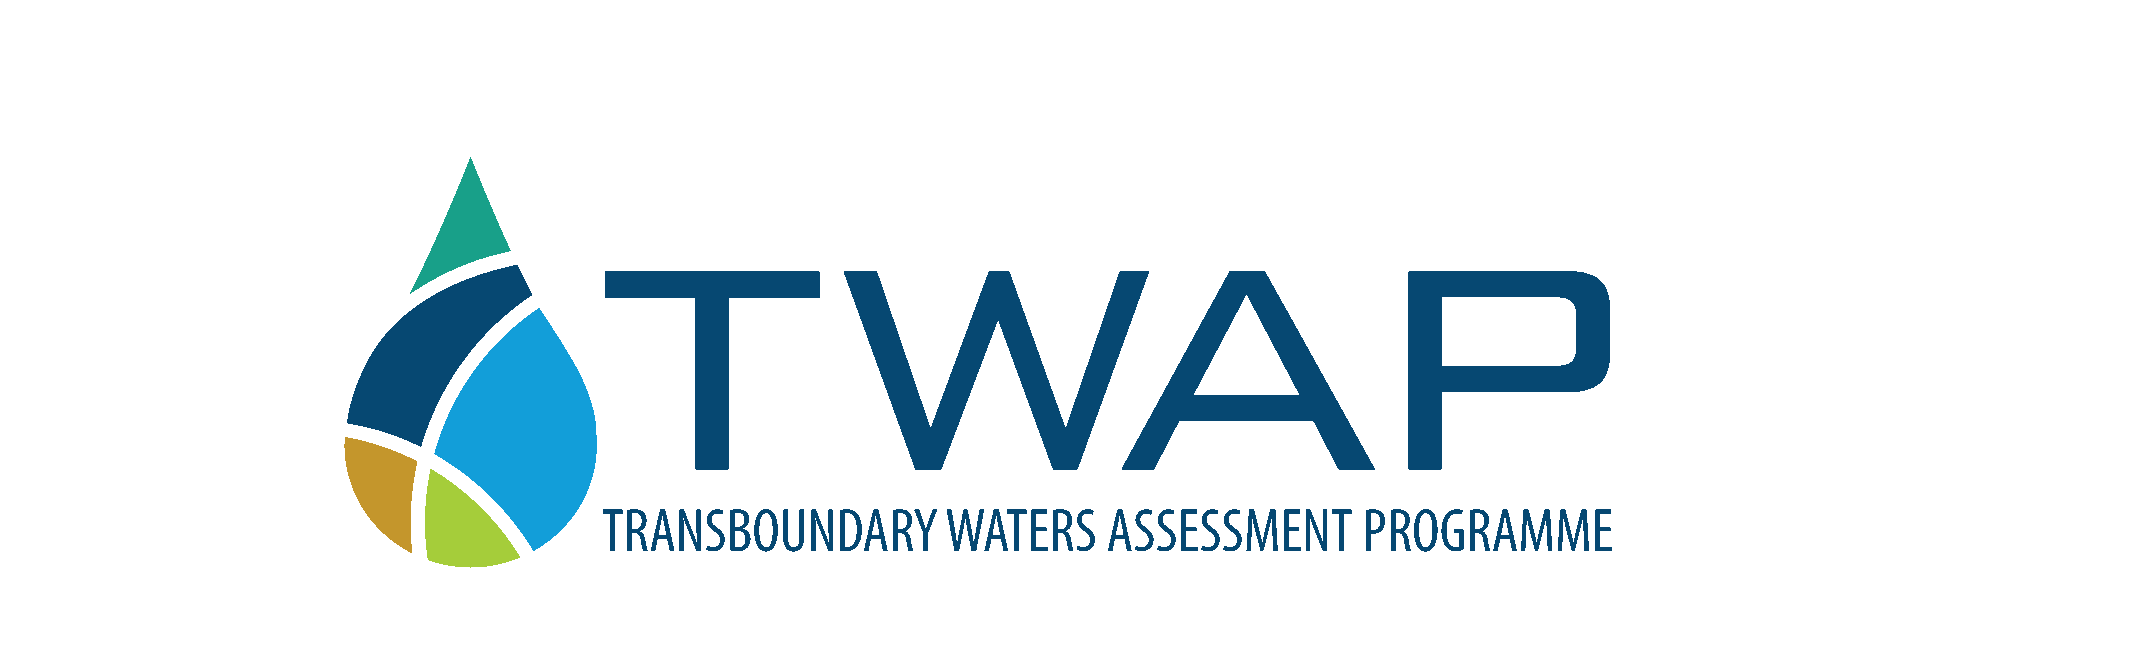 TWAP
TRANSBOUNDARY WATERS ASSESSMENT PROGRAMME